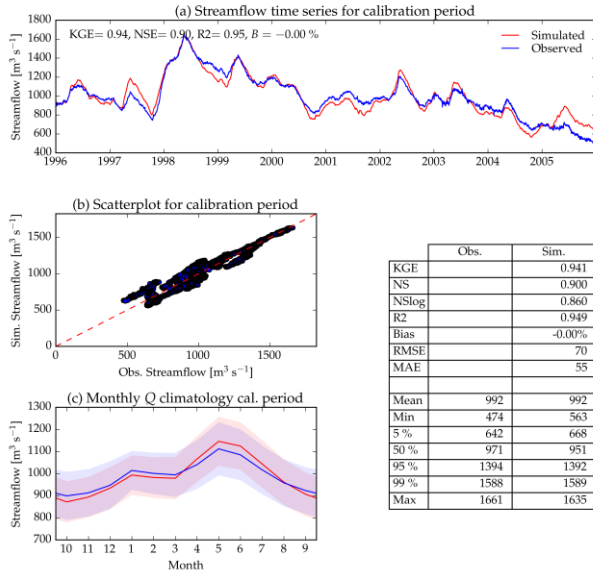 (a) Streamflow time series for calibration period
KGE= 0.94, NSE= 0.90, R2= 0.95, B = −0.00 %
Simulated
Observed
Streamflow [m³ s⁻¹]
1800
1600
1400
1200
1000
800
600
400
1996 1997 1998 1999 2000 2001 2002 2003 2004 2005
(b) Scatterplot for calibration period
Sim. Streamflow [m³ s⁻¹]
1500
1000
500
0
0 500 1000 1500
Obs. Streamflow [m³ s⁻¹]
(c) Monthly Q climatology cal. period
Streamflow [m³ s⁻¹]
1300
1200
1100
1000
900
800
700
10 11 12 1 2 3 4 5 6 7 8 9
Month
Obs. Sim.
KGE 0.941
NS 0.900
NSlog 0.860
R2 0.949
Bias -0.00%
RMSE 70
MAE 55
Mean 992 992
Min 474 563
5 % 642 668
50 % 971 951
95 % 1394 1392
99 % 1588 1589
Max 1661 1635